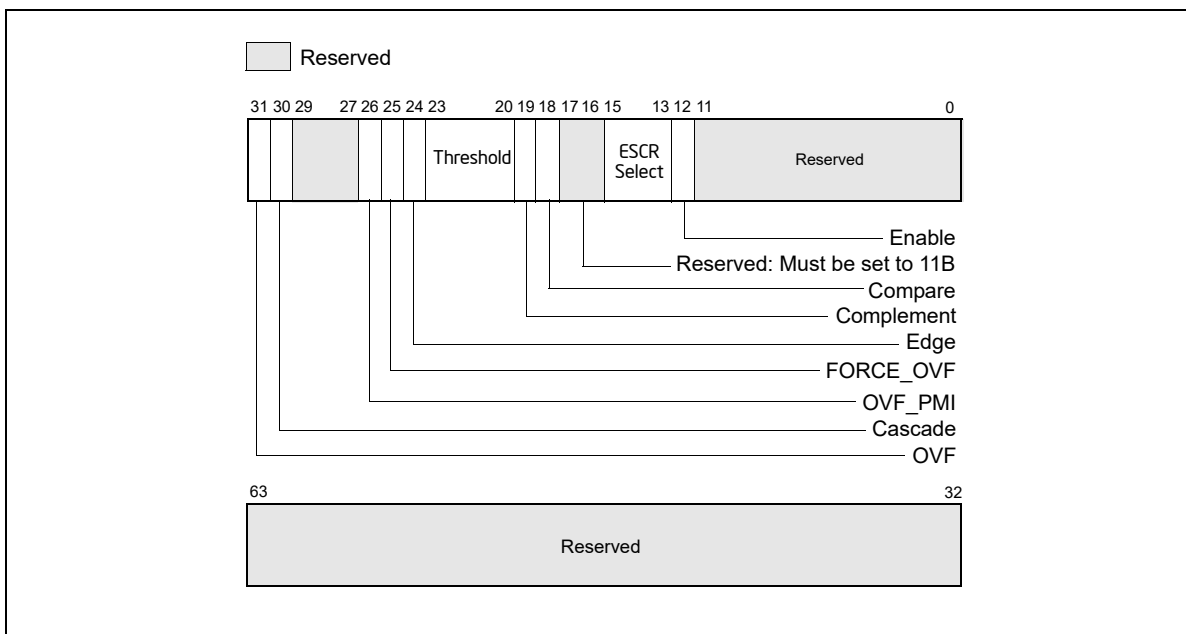 Reserved
31 30 29 27 26 25 24 23 20 19 18 17 16 15 13 12 11 0
Threshold
ESCR
Select
Reserved
Enable
Reserved: Must be set to 11B
Compare
Complement
Edge
FORCE_OVF
OVF_PMI
Cascade
OVF
63 32
Reserved